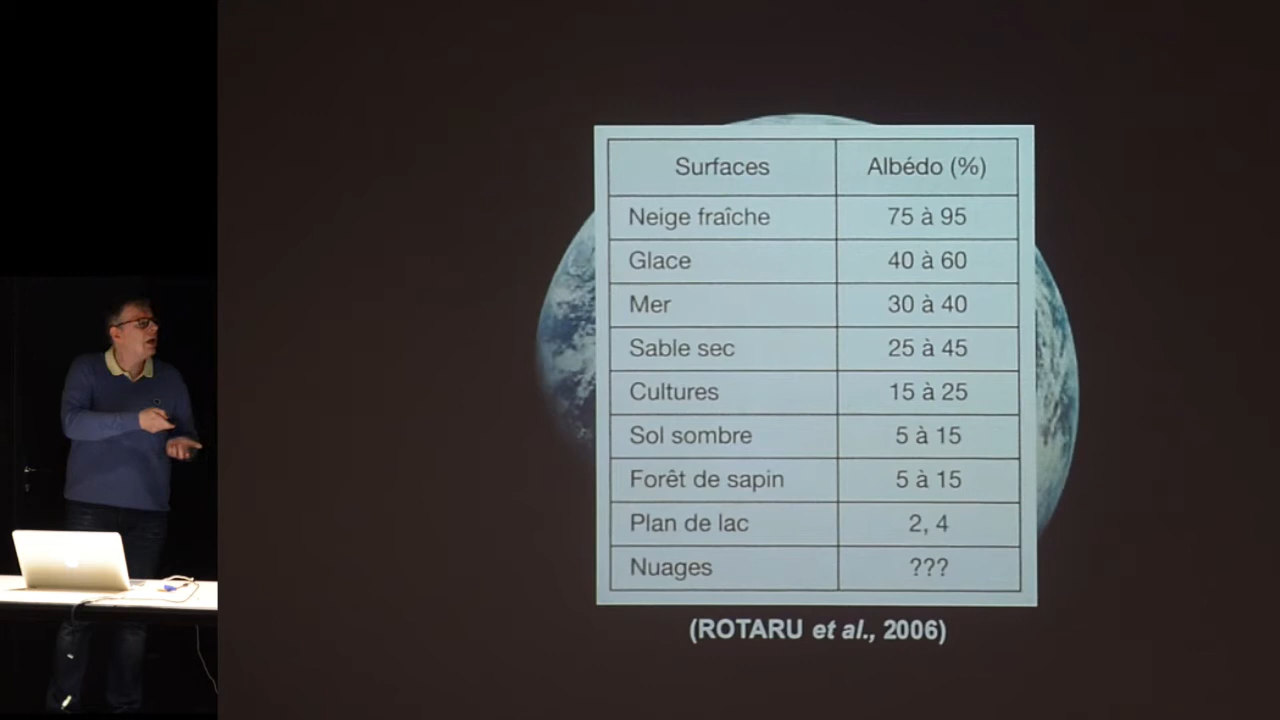 Surfaces Albédo (%)
Neige fraîche 75 à 95
Glace 40 à 60
Mer 30 à 40
Sable sec 25 à 45
Cultures 15 à 25
Sol sombre 5 à 15
Forêt de sapin 5 à 15
Plan de lac 2, 4
Nuages ???
(ROTARU et al., 2006)